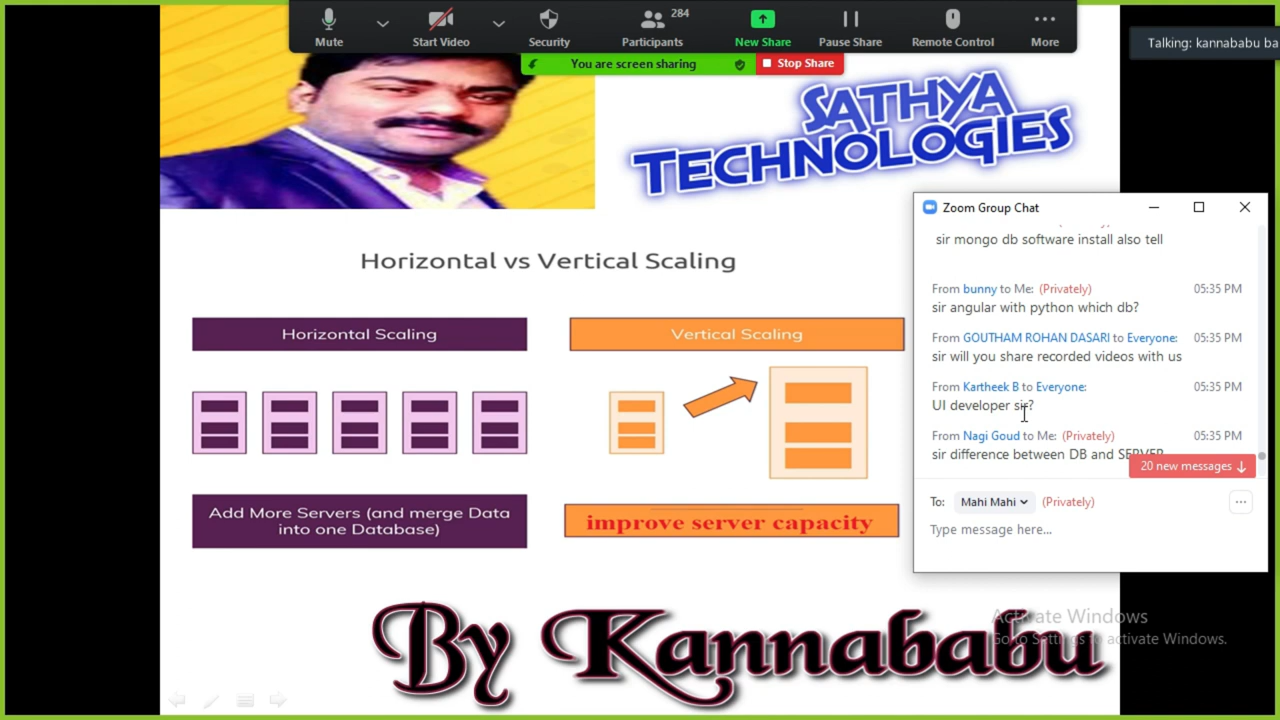 Mute
Start Video
Security
Participants
284
New Share
Pause Share
Remote Control
More
You are screen sharing
Stop Share
Talking: kannababu ba
SATHYA
TECHNOLOGIES
Horizontal vs Vertical Scaling
Horizontal Scaling
Vertical Scaling
Add More Servers (and merge Data
into one Database)
improve server capacity
By Kannababu
Zoom Group Chat
sir mongo db software install also tell
From bunny to Me: (Privately) 05:35 PM
sir angular with python which db?
From GOUTHAM ROHAN DASARI to Everyone: 05:35 PM
sir will you share recorded videos with us
From Kartheek B to Everyone: 05:35 PM
UI developer sir?
From Nagi Goud to Me: (Privately) 05:35 PM
sir difference between DB and SERVER
20 new messages
To: Mahi Mahi (Privately)
Type message here...
Activate Windows
Go to Settings to activate Windows.